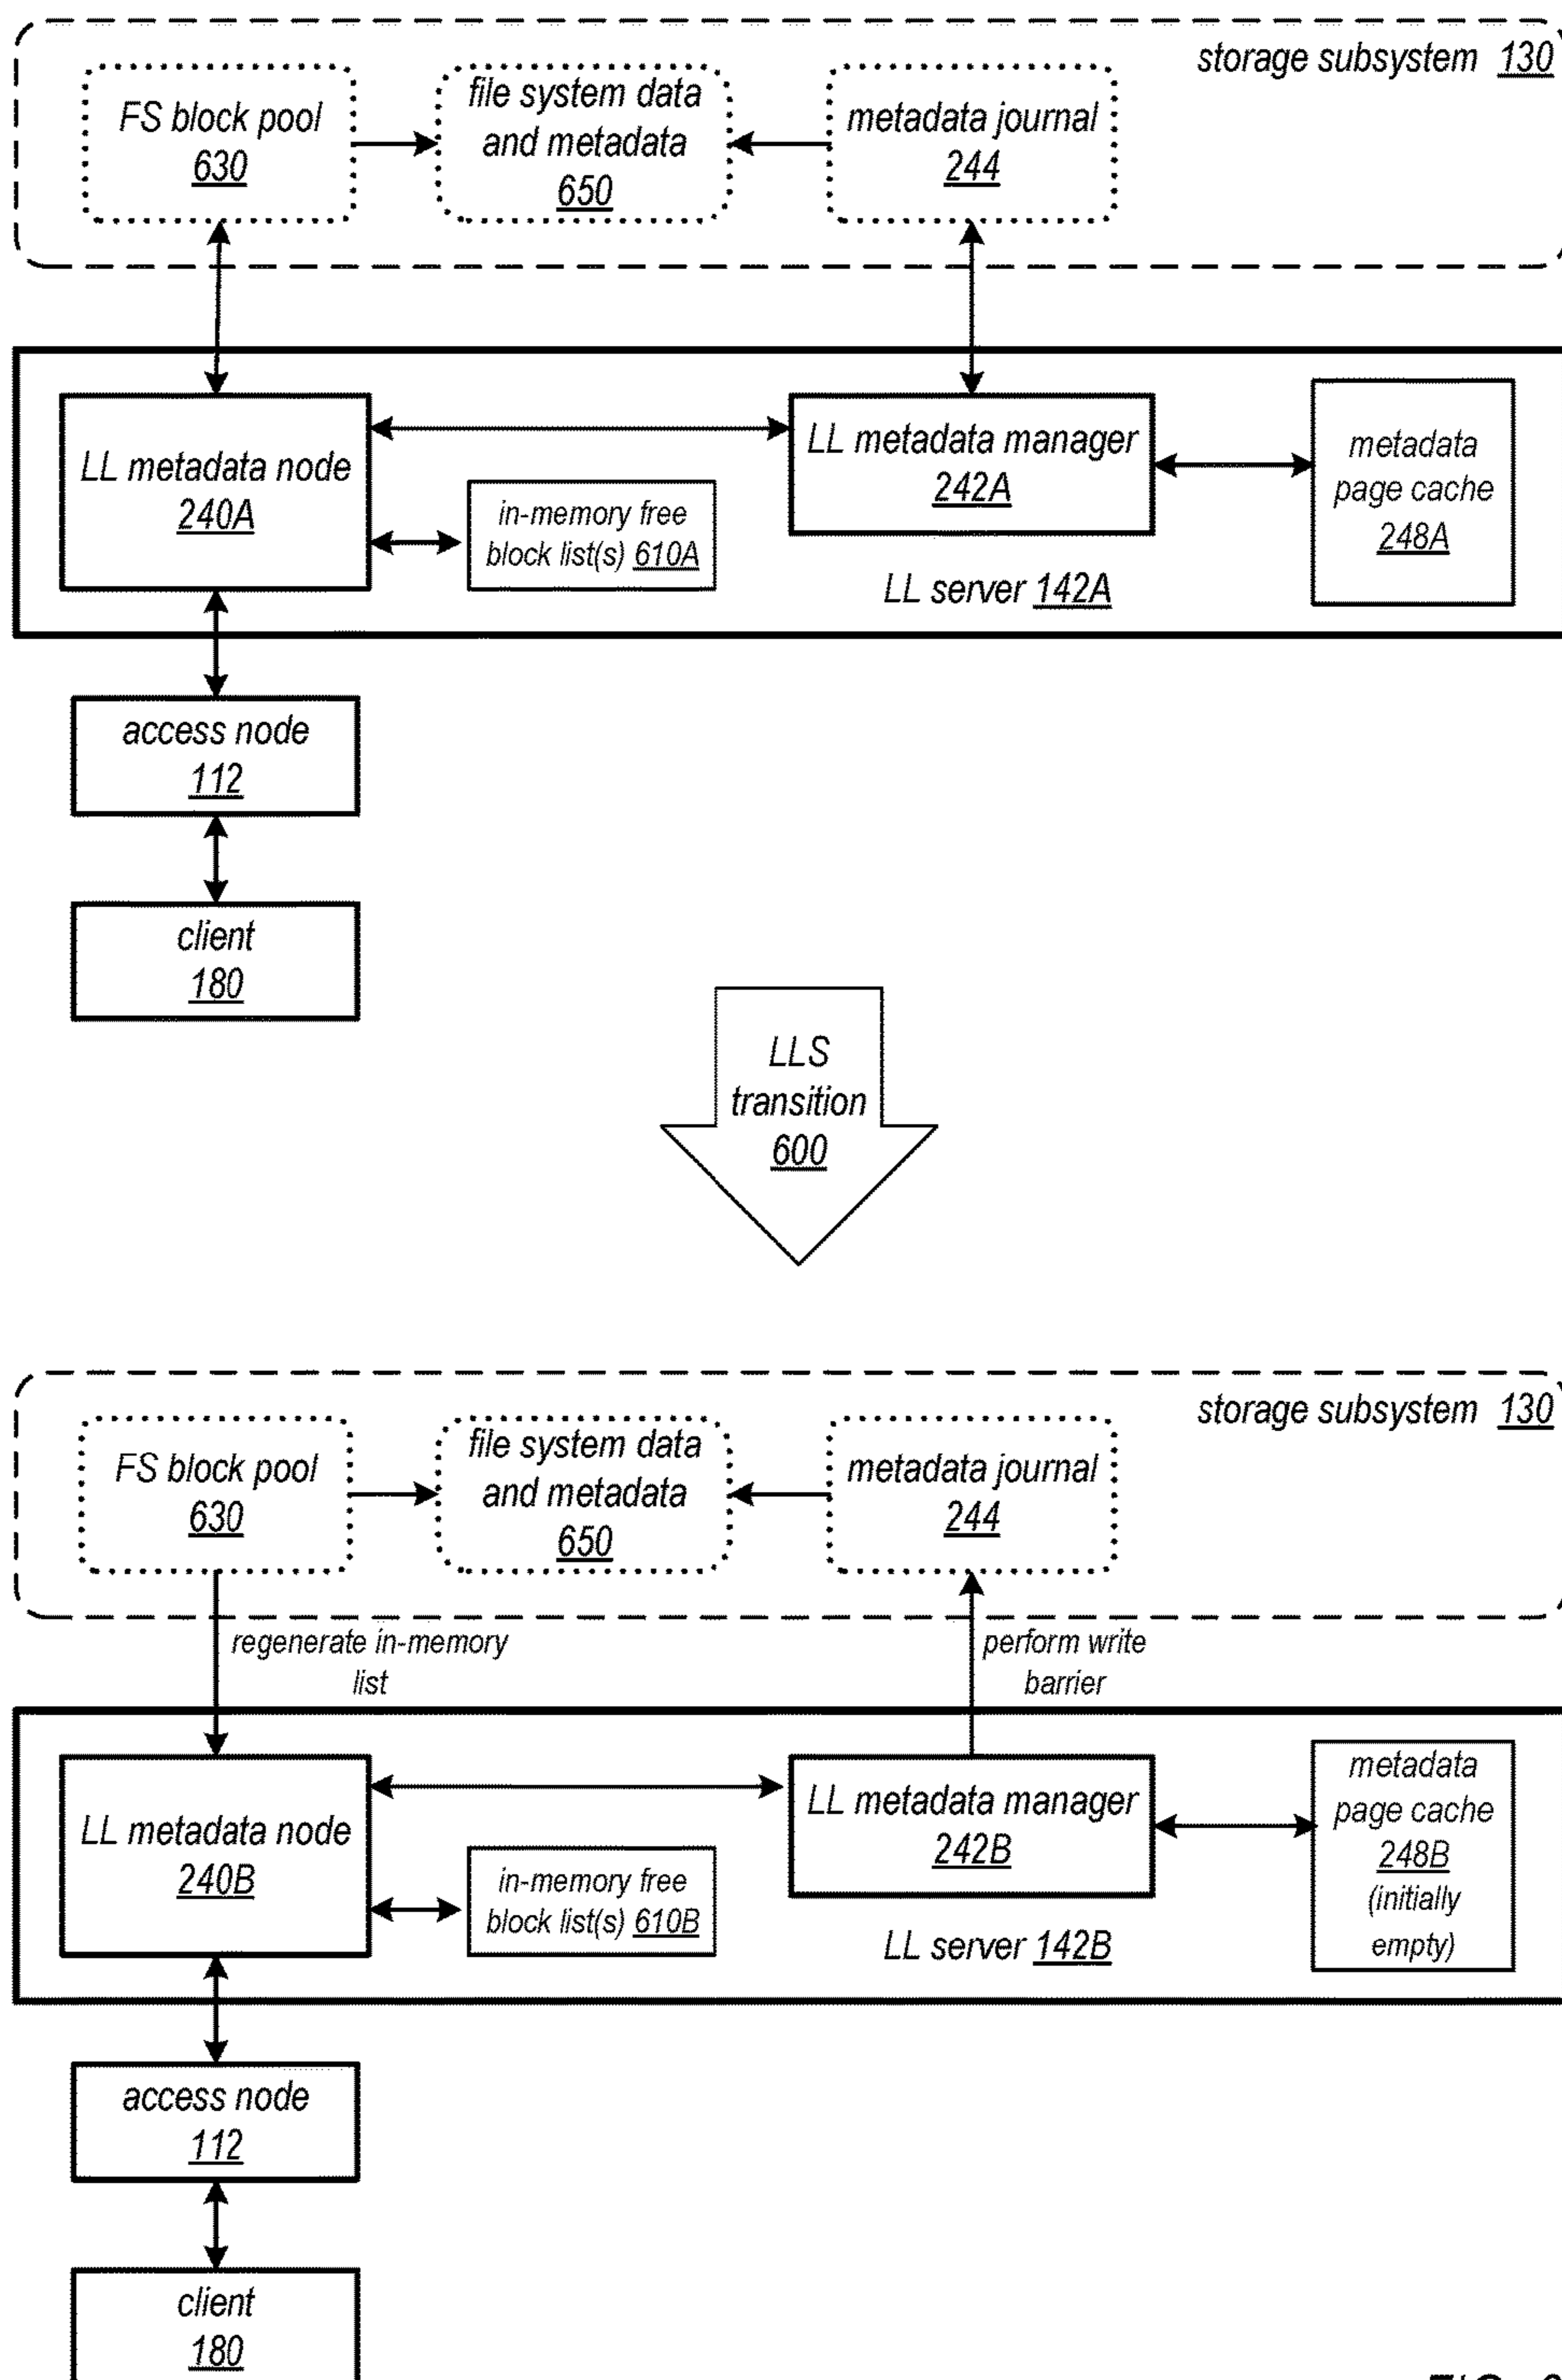 storage subsystem 130
FS block pool
630
file system data
and metadata
650
metadata journal
244
LL metadata node
240A
in-memory free
block list(s) 610A
LL metadata manager
242A
LL server 142A
metadata
page cache
248A
access node
112
client
180
LLS
transition
600
storage subsystem 130
FS block pool
630
file system data
and metadata
650
metadata journal
244
regenerate in-memory
list
perform write
barrier
LL metadata node
240B
in-memory free
block list(s) 610B
LL metadata manager
242B
LL server 142B
metadata
page cache
248B
(initially
empty)
access node
112
client
180